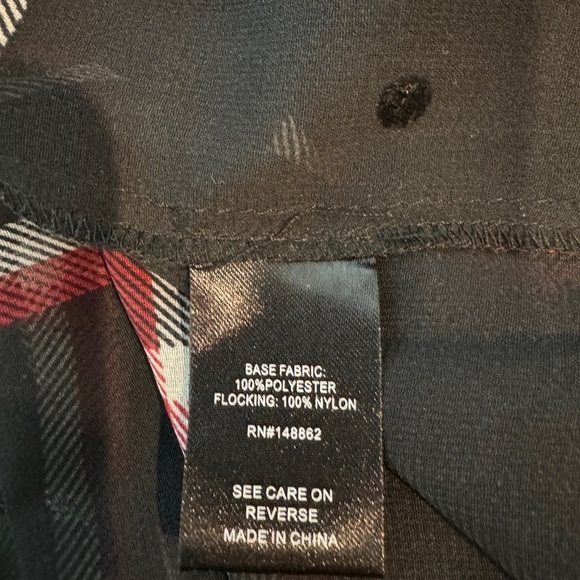 BASE FABRIC:
100%POLYESTER
FLOCKING: 100% NYLON
RN#148862
SEE CARE ON
REVERSE
MADE IN CHINA